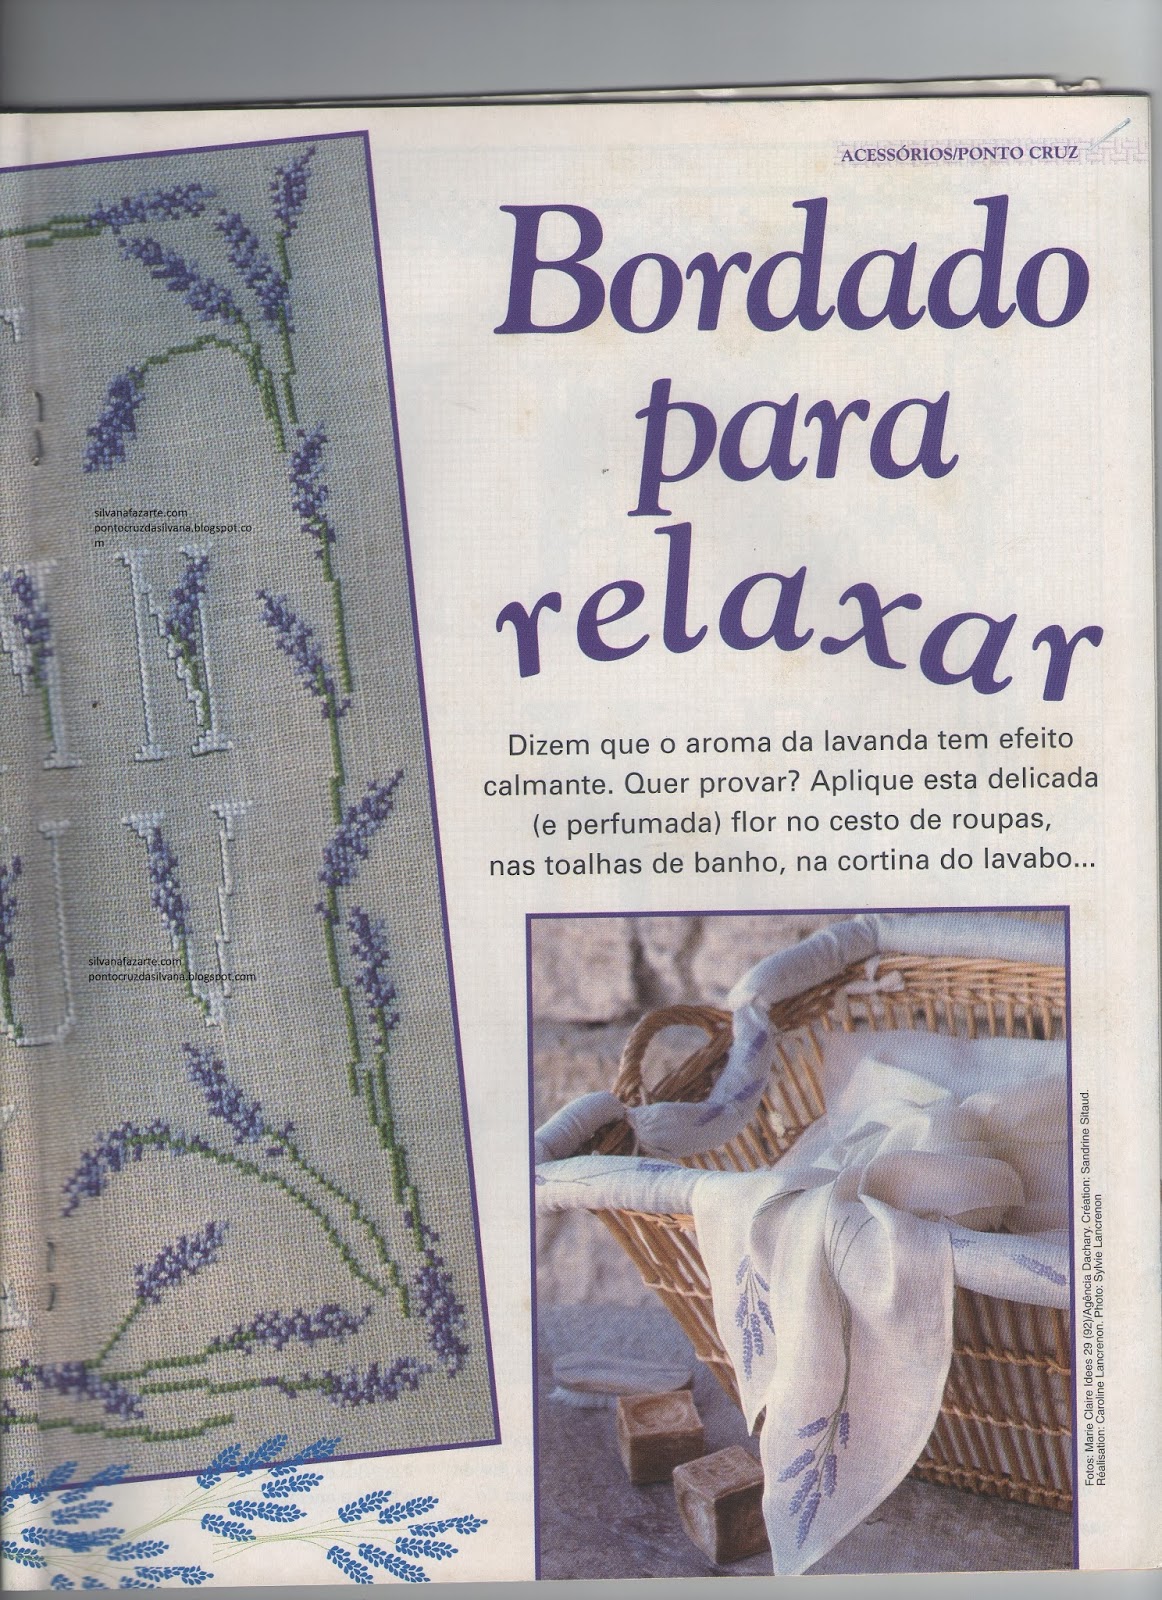 ACESSÓRIOS/PONTO CRUZ
Bordado
para
relaxar
Dizem que o aroma da lavanda tem efeito
calmante. Quer provar? Aplique esta delicada
(e perfumada) flor no cesto de roupas,
nas toalhas de banho, na cortina do lavabo...
silvanafazarte.com
pontocruzdasilvana.blogspot.co
m
N
U V
silvanafazarte.com
pontocruzdasilvana.blogspot.com
Fotos: Marie Claire Idees 29 (92)/Agência Dachary. Création: Sandrine Sitaud.
Réalisation: Caroline Lancrenon. Photo: Sylvie Lancrenon